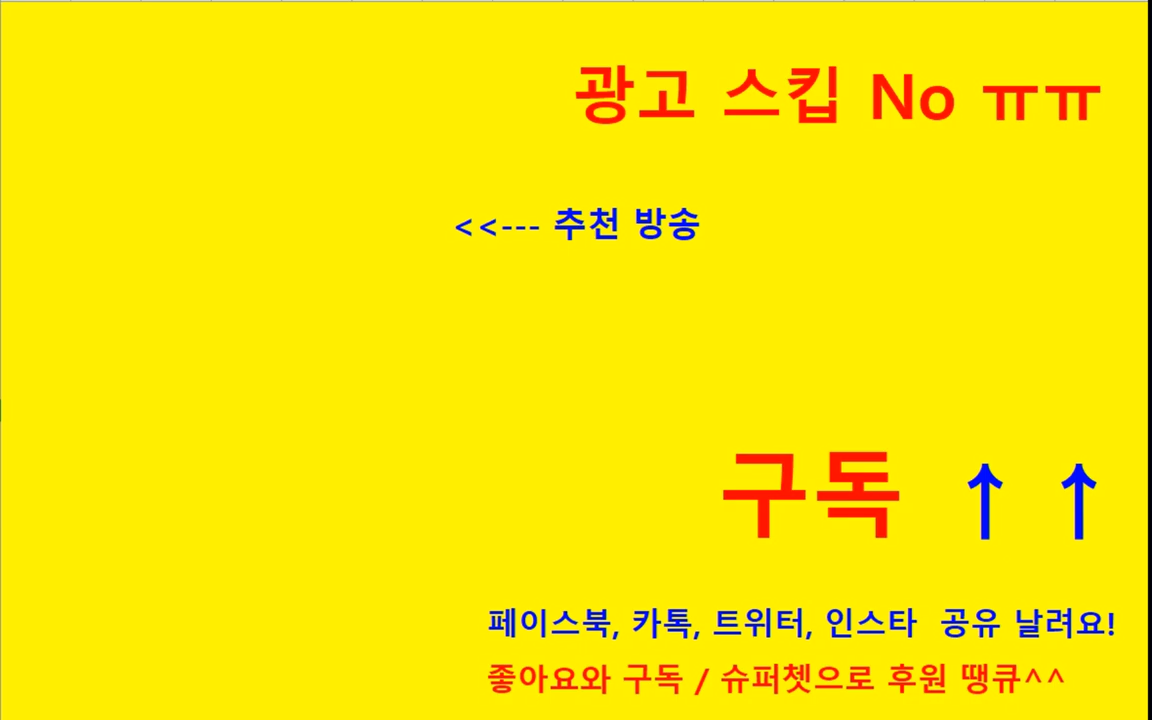 광고 스킵 No ㅠㅠ
<<--- 추천 방송
구독 ↑ ↑
페이스북, 카톡, 트위터, 인스타 공유 날려요!
좋아요와 구독 / 슈퍼쳇으로 후원 땡큐^^